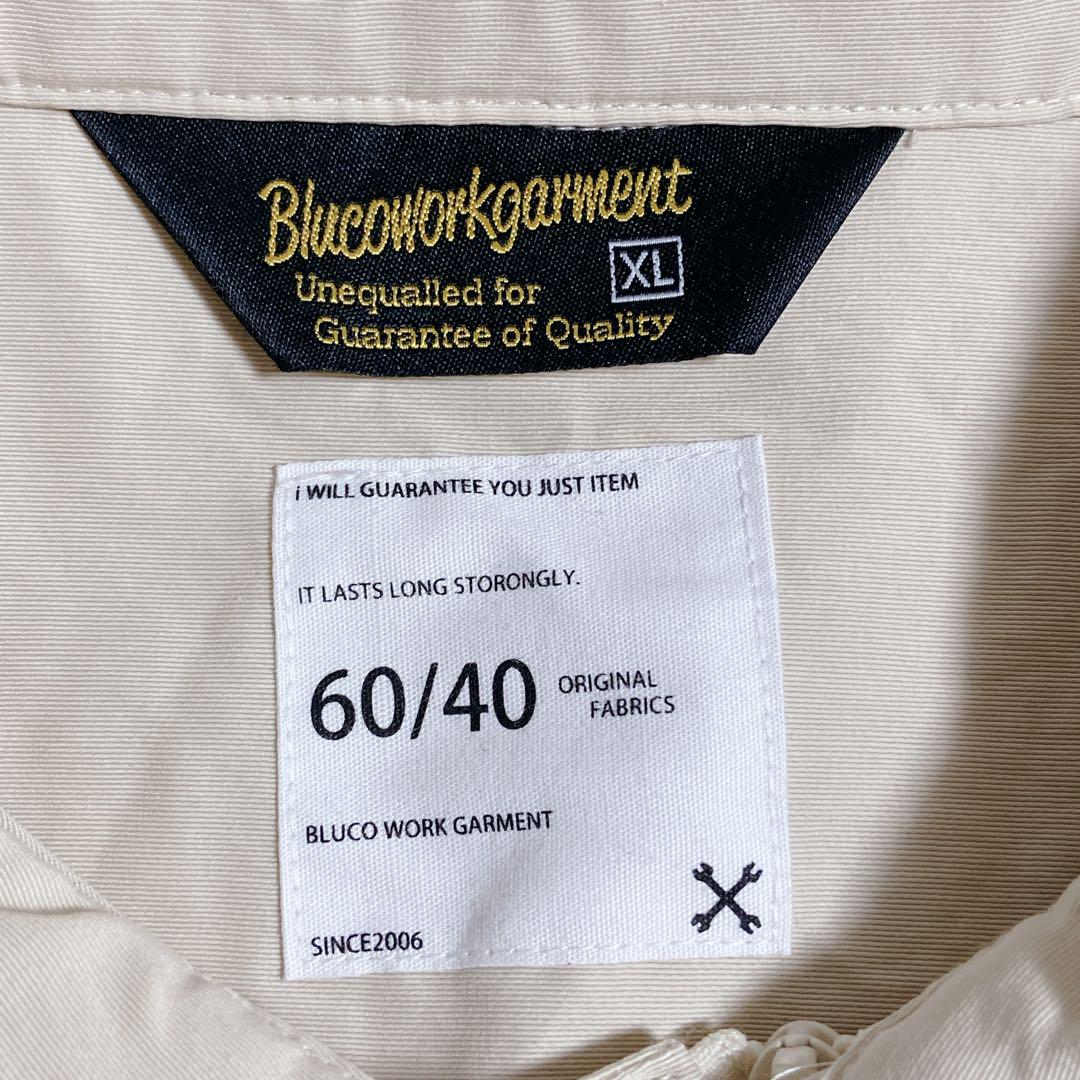 Blucoworkgarment
XL
Unequalled for
Guarantee of Quality
i WILL GUARANTEE YOU JUST ITEM
IT LASTS LONG STORONGLY.
60/40 ORIGINAL
FABRICS
BLUCO WORK GARMENT
SINCE2006